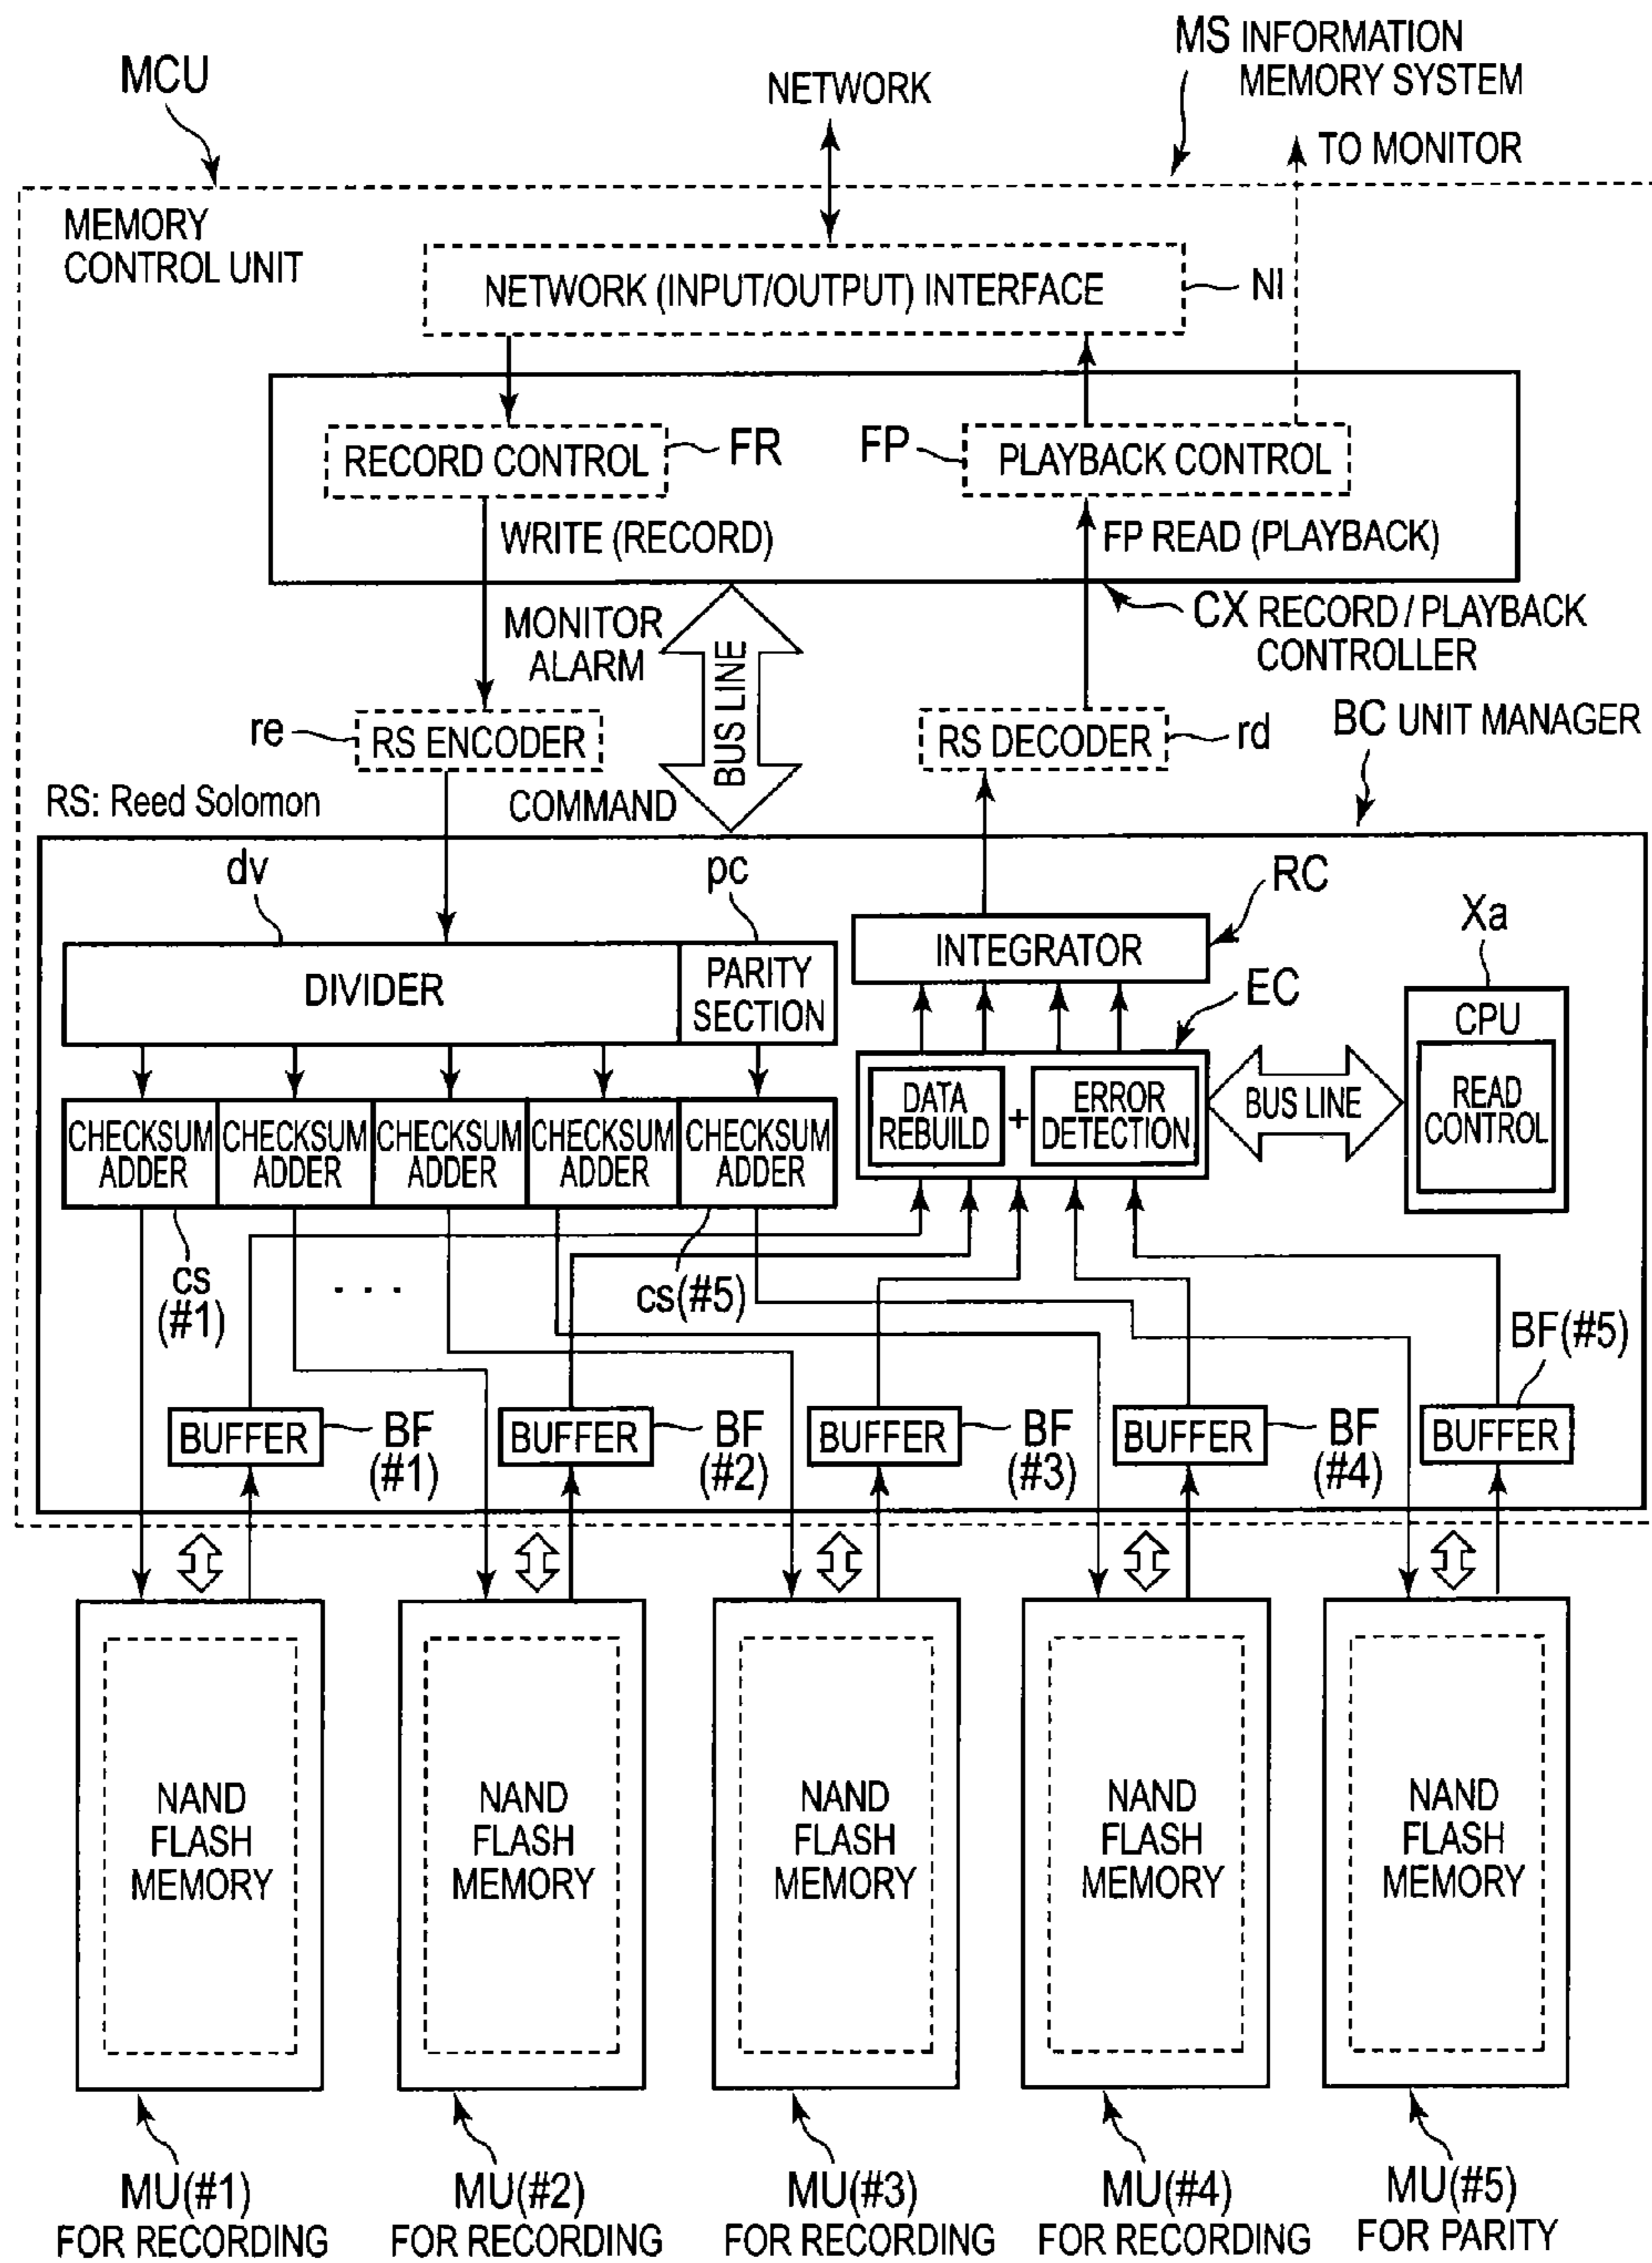 MS INFORMATION
MEMORY SYSTEM
MCU
NETWORK
TO MONITOR
MEMORY
CONTROL UNIT
NETWORK (INPUT/OUTPUT) INTERFACE
NI
RECORD CONTROL
FR
FP
PLAYBACK CONTROL
WRITE (RECORD)
FP READ (PLAYBACK)
MONITOR
ALARM
BUS LINE
CX RECORD / PLAYBACK
CONTROLLER
re
RS ENCODER
RS DECODER
rd
BC UNIT MANAGER
RS: Reed Solomon
COMMAND
dv
pc
RC
Xa
DIVIDER
PARITY
SECTION
INTEGRATOR
EC
CPU
READ
CONTROL
DATA
REBUILD
+
ERROR
DETECTION
BUS LINE
CHECKSUM
ADDER
CHECKSUM
ADDER
CHECKSUM
ADDER
CHECKSUM
ADDER
CHECKSUM
ADDER
cs
(#1)
. . .
cs(#5)
BF(#5)
BUFFER
BF
(#1)
BUFFER
BF
(#2)
BUFFER
BF
(#3)
BUFFER
BF
(#4)
BUFFER
NAND
FLASH
MEMORY
NAND
FLASH
MEMORY
NAND
FLASH
MEMORY
NAND
FLASH
MEMORY
NAND
FLASH
MEMORY
MU(#1)
FOR RECORDING
MU(#2)
FOR RECORDING
MU(#3)
FOR RECORDING
MU(#4)
FOR RECORDING
MU(#5)
FOR PARITY